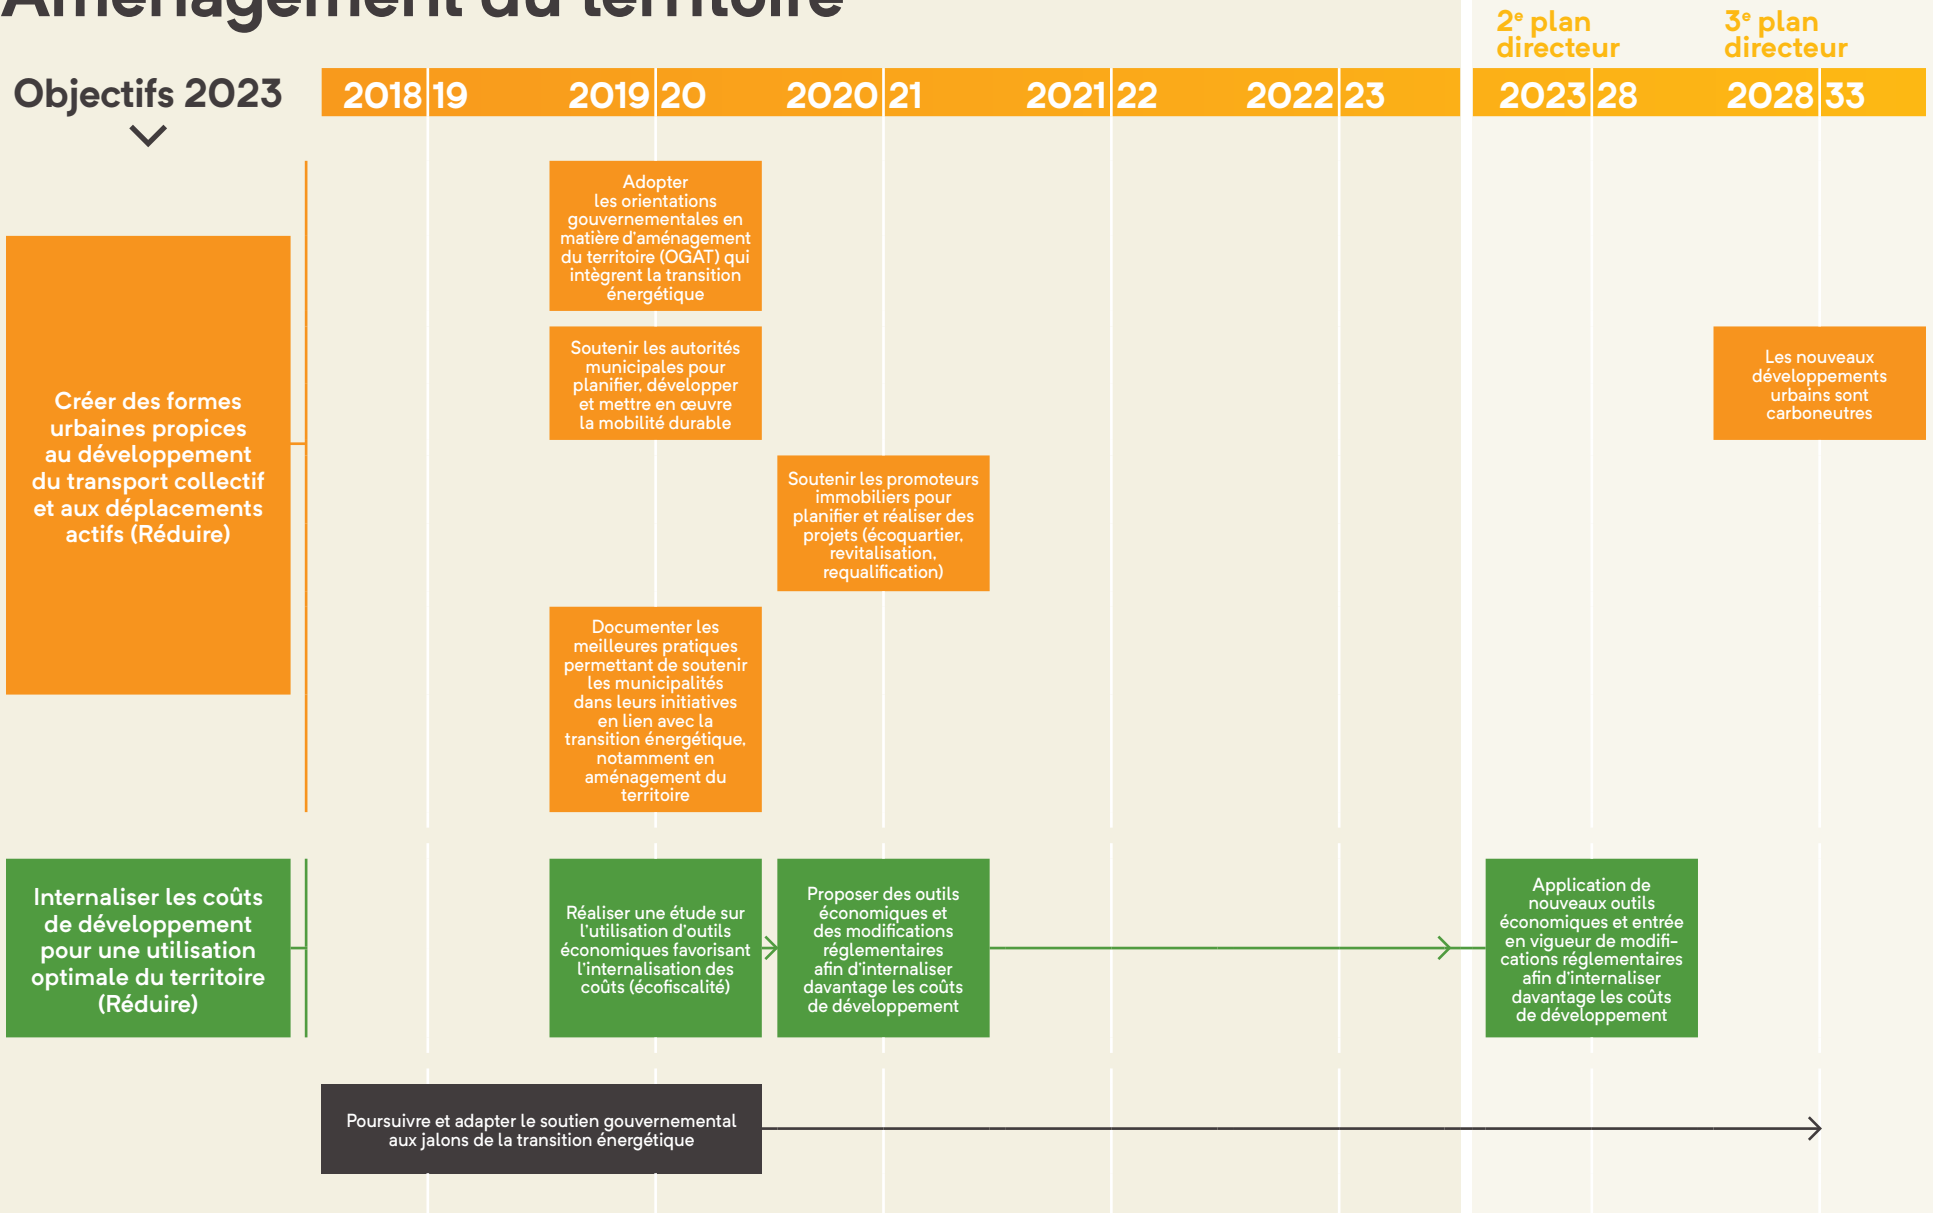 Aménagement du territoire
2e plan
directeur
3e plan
directeur
Objectifs 2023
2018 19
2019 20
2020 21
2021 22
2022 23
2023 28
2028 33
Créer des formes
urbaines propices
au développement
du transport collectif
et aux déplacements
actifs (Réduire)
Adopter
les orientations
gouvernementales en
matière d'aménagement
du territoire (OGAT) qui
intègrent la transition
énergétique
Soutenir les autorités
municipales pour
planifier, développer
et mettre en œuvre
la mobilité durable
Les nouveaux
développements
urbains sont
carboneutres
Soutenir les promoteurs
immobiliers pour
planifier et réaliser des
projets (écoquartier,
revitalisation,
requalification)
Documenter les
meilleures pratiques
permettant de soutenir
les municipalités
dans leurs initiatives
en lien avec la
transition énergétique,
notamment en
aménagement du
territoire
Internaliser les coûts
de développement
pour une utilisation
optimale du territoire
(Réduire)
Réaliser une étude sur
l'utilisation d'outils
économiques favorisant
l'internalisation des
coûts (écofiscalité)
Proposer des outils
économiques et
des modifications
réglementaires
afin d'internaliser
davantage les coûts
de développement
Application de
nouveaux outils
économiques et entrée
en vigueur de modifi-
cations réglementaires
afin d'internaliser
davantage les coûts
de développement
Poursuivre et adapter le soutien gouvernemental
aux jalons de la transition énergétique